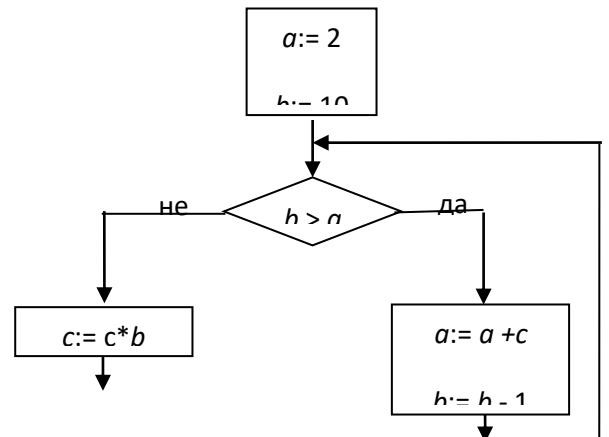 a:= 2
b:= 10
не
b > a
да
c:= c*b
a:= a +c
b:= b - 1